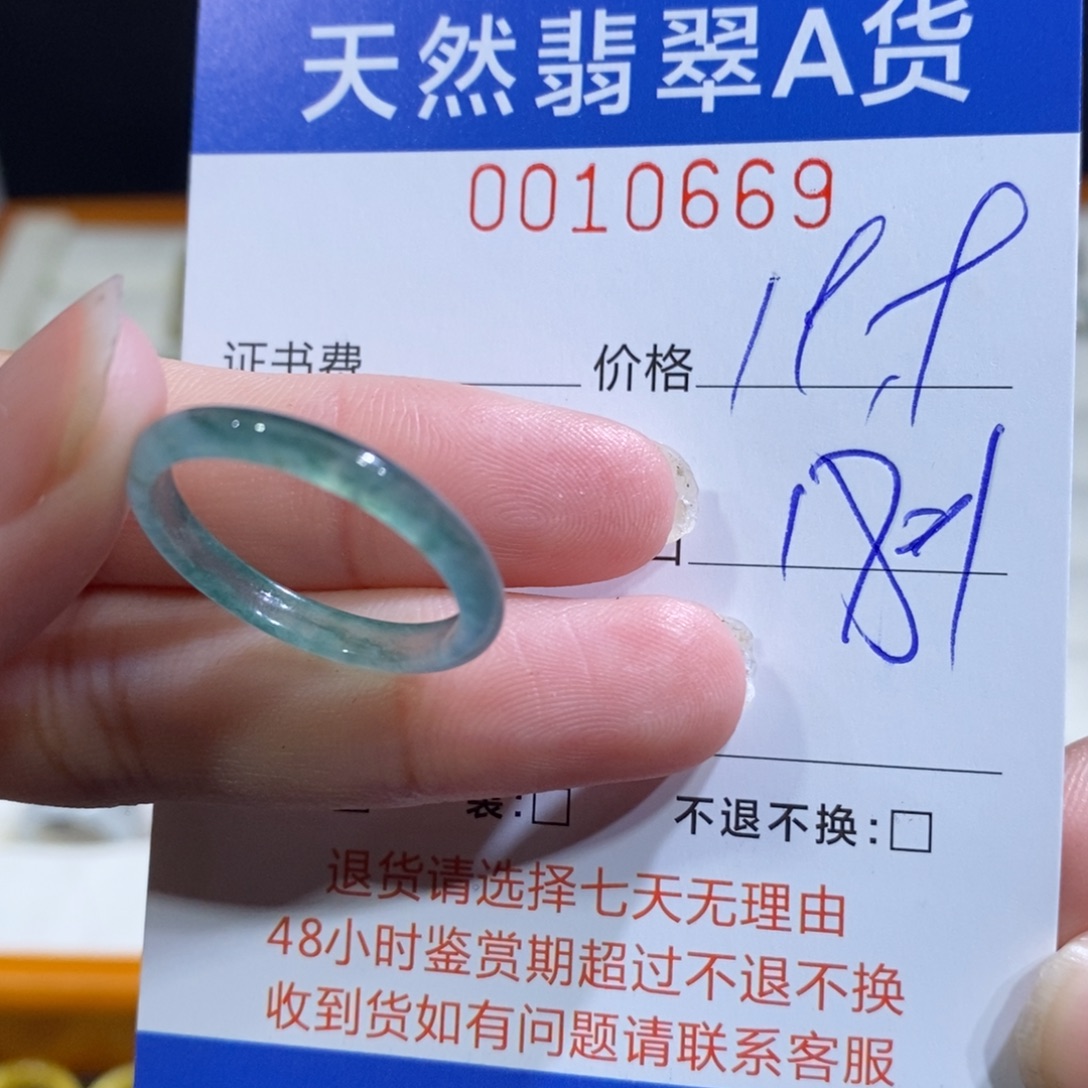 天然翡翠A货
0010669
证书费 价格
装:□ 不退不换:□
退货请选择七天无理由
48小时鉴赏期超过不退不换
收到货如有问题请联系客服